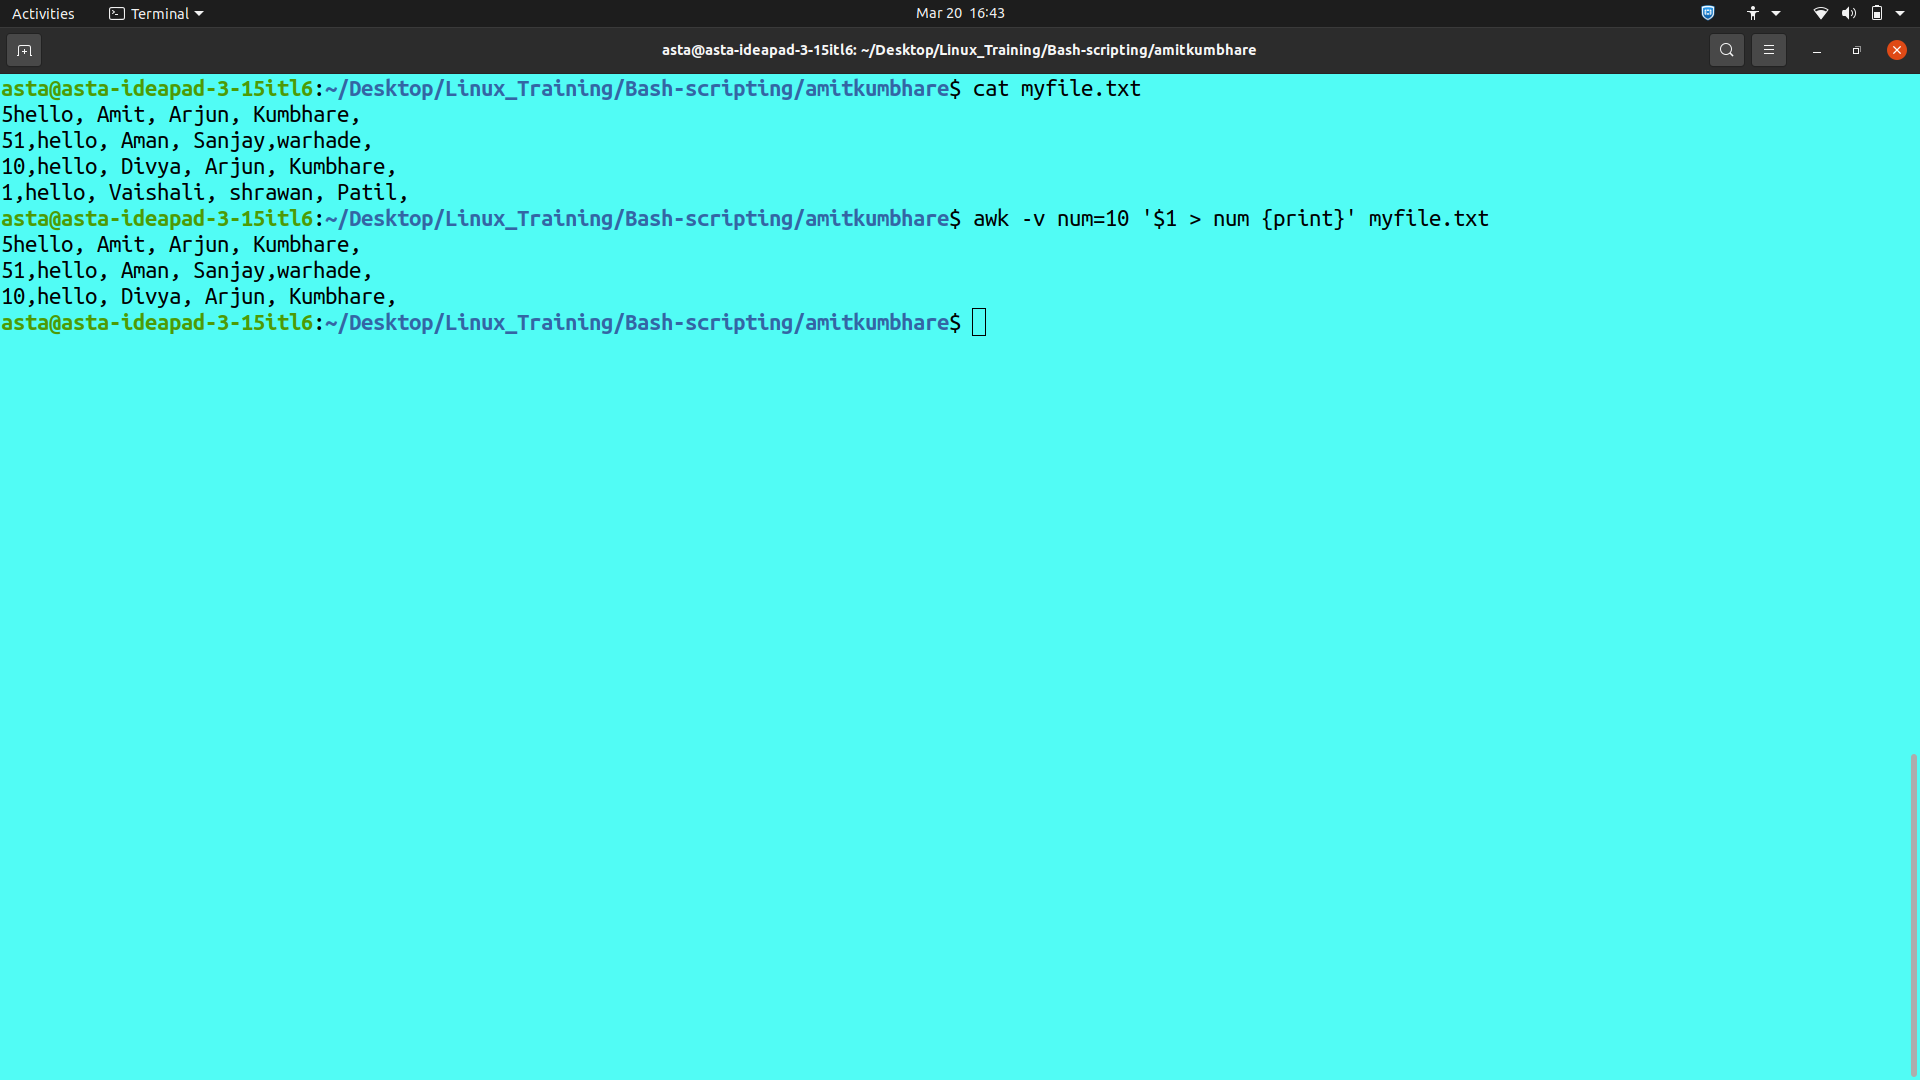 Activities Terminal Mar 20 16:43
asta@asta-ideapad-3-15itl6: ~/Desktop/Linux_Training/Bash-scripting/amitkumbhare
asta@asta-ideapad-3-15itl6:~/Desktop/Linux_Training/Bash-scripting/amitkumbhare$ cat myfile.txt
5hello, Amit, Arjun, Kumbhare,
51,hello, Aman, Sanjay,warhade,
10,hello, Divya, Arjun, Kumbhare,
1,hello, Vaishali, shrawan, Patil,
asta@asta-ideapad-3-15itl6:~/Desktop/Linux_Training/Bash-scripting/amitkumbhare$ awk -v num=10 '$1 > num {print}' myfile.txt
5hello, Amit, Arjun, Kumbhare,
51,hello, Aman, Sanjay,warhade,
10,hello, Divya, Arjun, Kumbhare,
asta@asta-ideapad-3-15itl6:~/Desktop/Linux_Training/Bash-scripting/amitkumbhare$